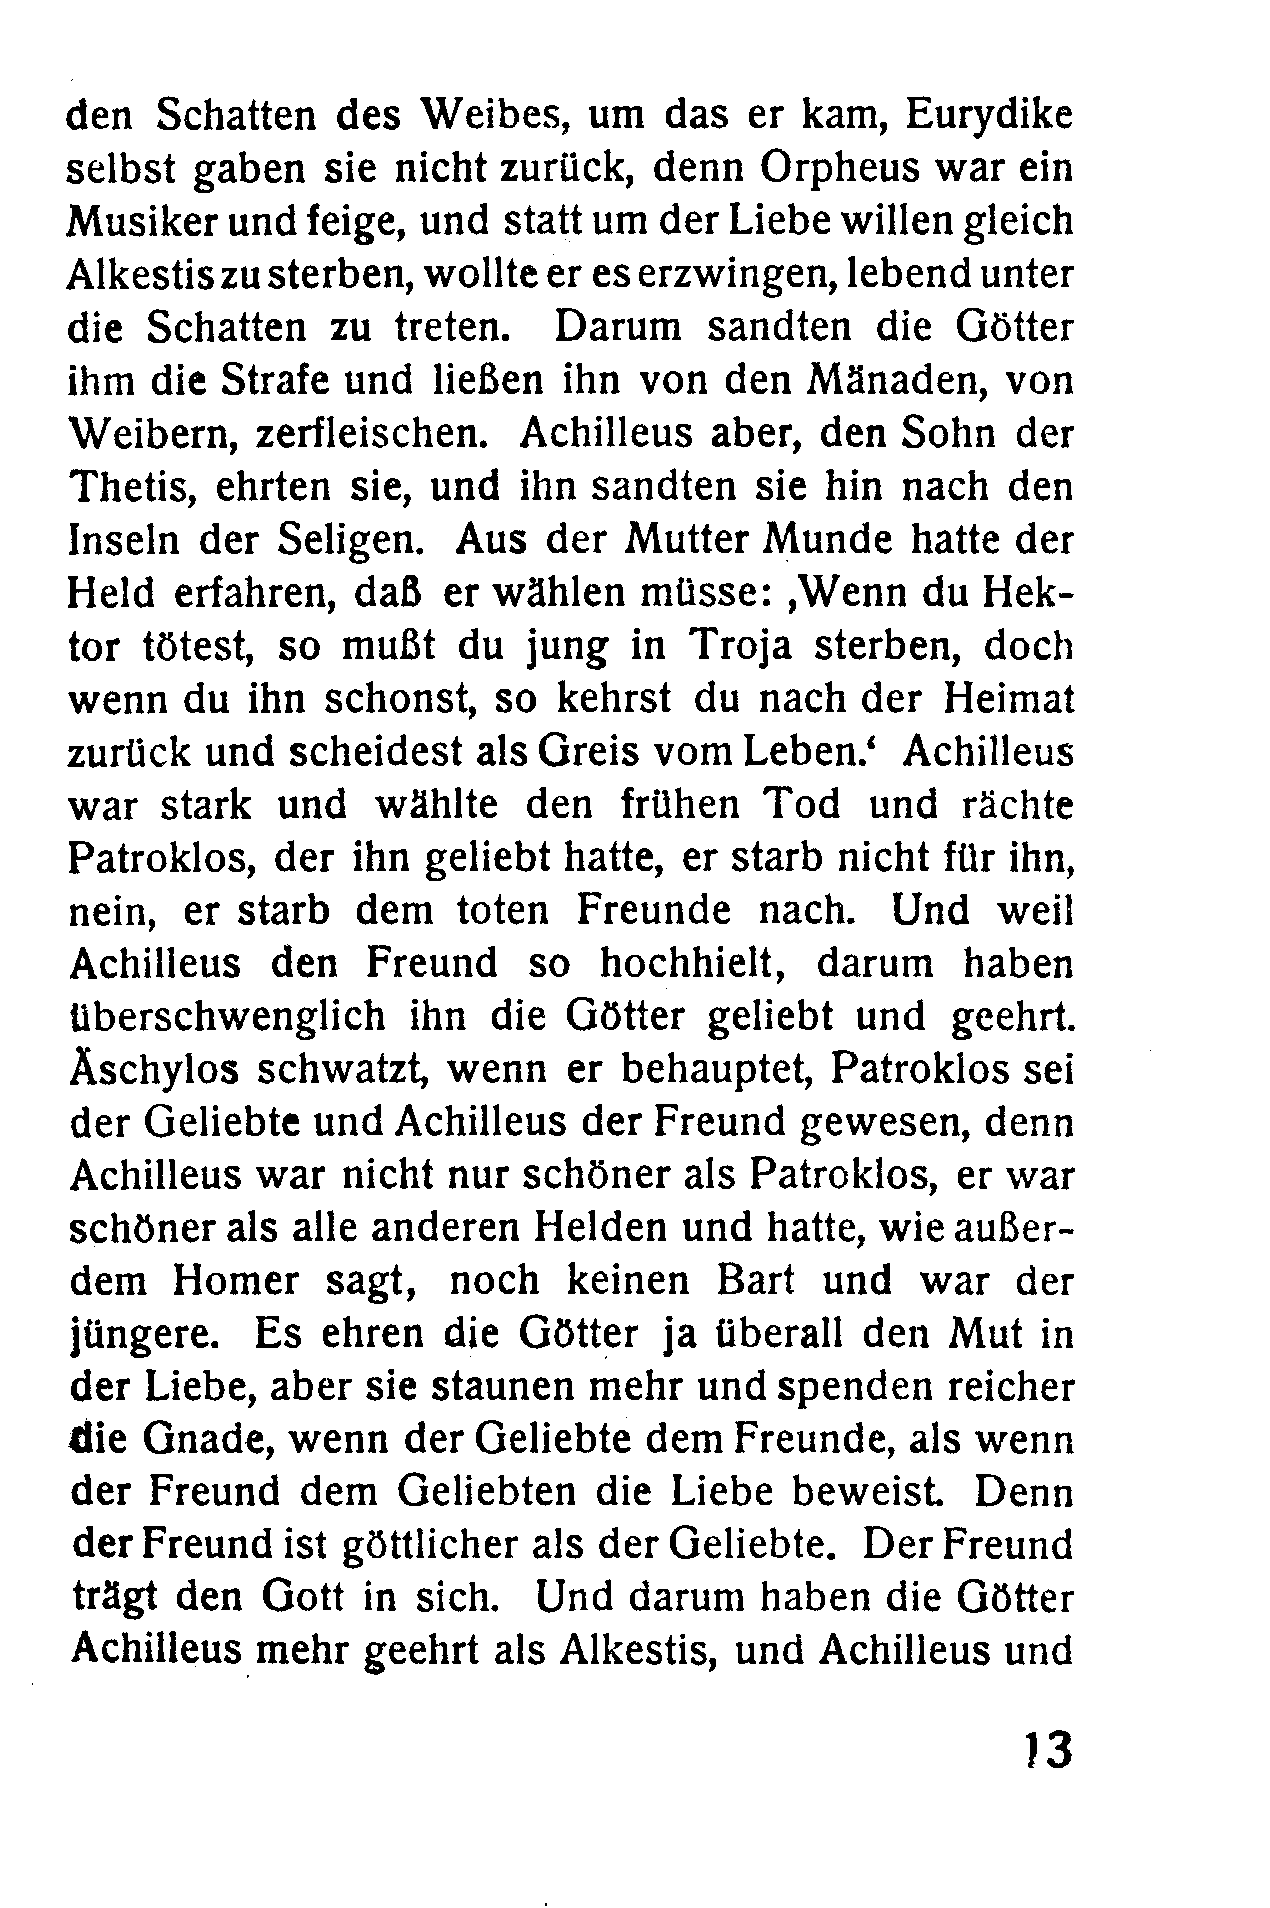 den Schatten des Weibes, um das er kam, Eurydike
selbst gaben sie nicht zurück, denn Orpheus war ein
Musiker und feige, und statt um der Liebe willen gleich
Alkestis zu sterben, wollte er es erzwingen, lebend unter
die Schatten zu treten. Darum sandten die Götter
ihm die Strafe und ließen ihn von den Mänaden, von
Weibern, zerfleischen. Achilleus aber, den Sohn der
Thetis, ehrten sie, und ihn sandten sie hin nach den
Inseln der Seligen. Aus der Mutter Munde hatte der
Held erfahren, daß er wählen müsse: ‚Wenn du Hek-
tor tötest, so mußt du jung in Troja sterben, doch
wenn du ihn schonst, so kehrst du nach der Heimat
zurück und scheidest als Greis vom Leben.‘ Achilleus
war stark und wählte den frühen Tod und rächte
Patroklos, der ihn geliebt hatte, er starb nicht für ihn,
nein, er starb dem toten Freunde nach. Und weil
Achilleus den Freund so hochhielt, darum haben
überschwenglich ihn die Götter geliebt und geehrt.
Äschylos schwatzt, wenn er behauptet, Patroklos sei
der Geliebte und Achilleus der Freund gewesen, denn
Achilleus war nicht nur schöner als Patroklos, er war
schöner als alle anderen Helden und hatte, wie außer-
dem Homer sagt, noch keinen Bart und war der
jüngere. Es ehren die Götter ja überall den Mut in
der Liebe, aber sie staunen mehr und spenden reicher
die Gnade, wenn der Geliebte dem Freunde, als wenn
der Freund dem Geliebten die Liebe beweist. Denn
der Freund ist göttlicher als der Geliebte. Der Freund
trägt den Gott in sich. Und darum haben die Götter
Achilleus mehr geehrt als Alkestis, und Achilleus und
13